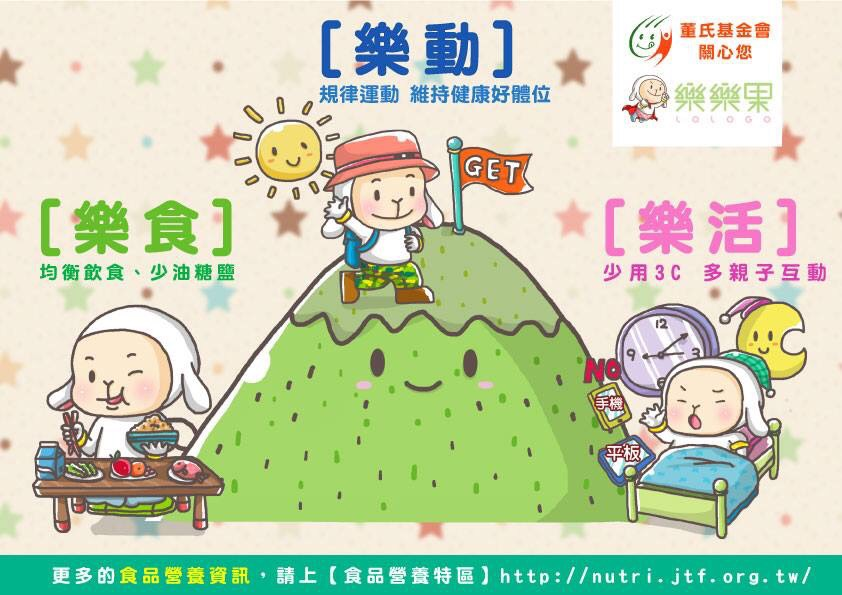 [樂動]
規律運動 維持健康好體位
董氏基金會
關心您
樂樂果
LOLOGO
GET
[樂食]
均衡飲食、少油糖鹽
[樂活]
少用3C 多親子互動
12
9 3
NO
手機
平板
更多的食品營養資訊，請上【食品營養特區】http://nutri.jtf.org.tw/